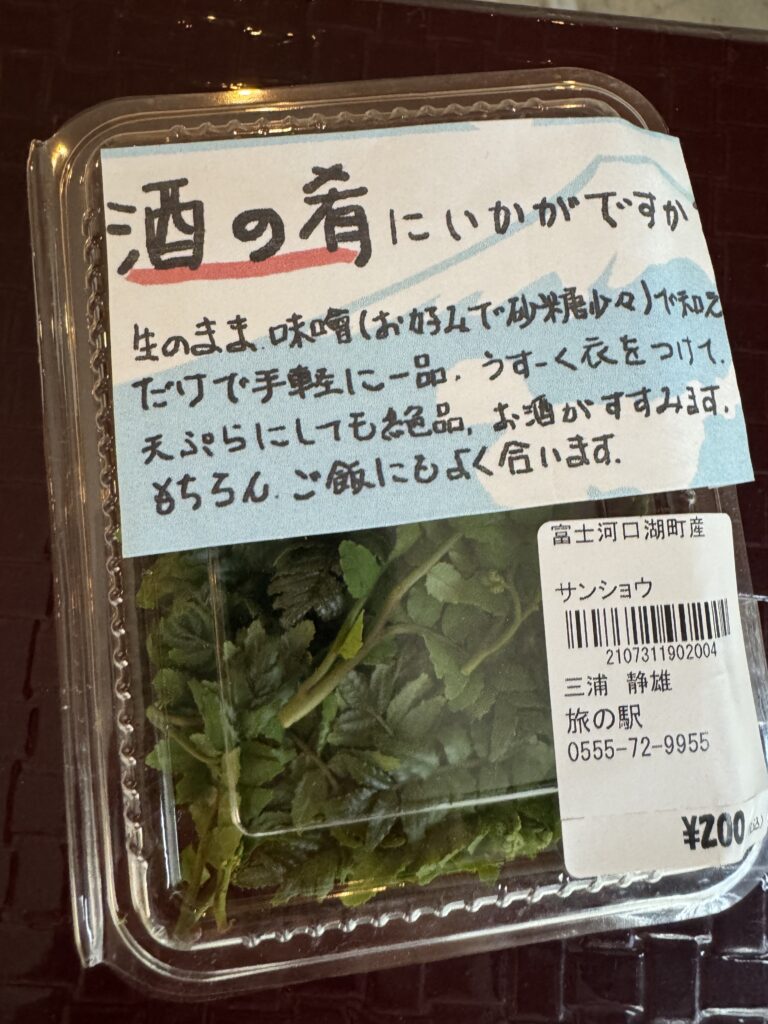 酒の肴にいかがですか
生のまま、味噌(お好みで砂糖少々)で和え
だけで手軽に一品、うすーく衣をつけて、
天ぷらにしても絶品、お酒がすすみます。
もちろん、ご飯にもよく合います。
富士河口湖町産
サンショウ
2107311902004
三浦 静雄
旅の駅
0555-72-9955
¥200